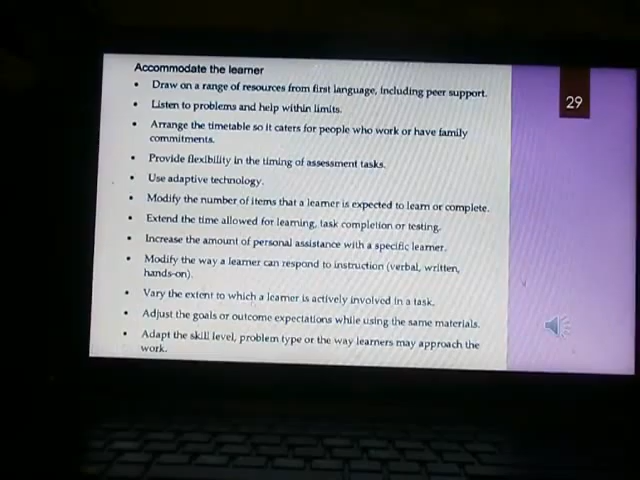 Accommodate the learner
• Draw on a range of resources from first language, including peer support.
• Listen to problems and help within limits.
• Arrange the timetable so it caters for people who work or have family
commitments.
• Provide flexibility in the timing of assessment tasks.
• Use adaptive technology.
• Modify the number of items that a learner is expected to learn or complete.
• Extend the time allowed for learning, task completion or testing.
• Increase the amount of personal assistance with a specific learner.
• Modify the way a learner can respond to instruction (verbal, written,
hands-on).
• Vary the extent to which a learner is actively involved in a task.
• Adjust the goals or outcome expectations while using the same materials.
• Adapt the skill level, problem type or the way learners may approach the
work.
29